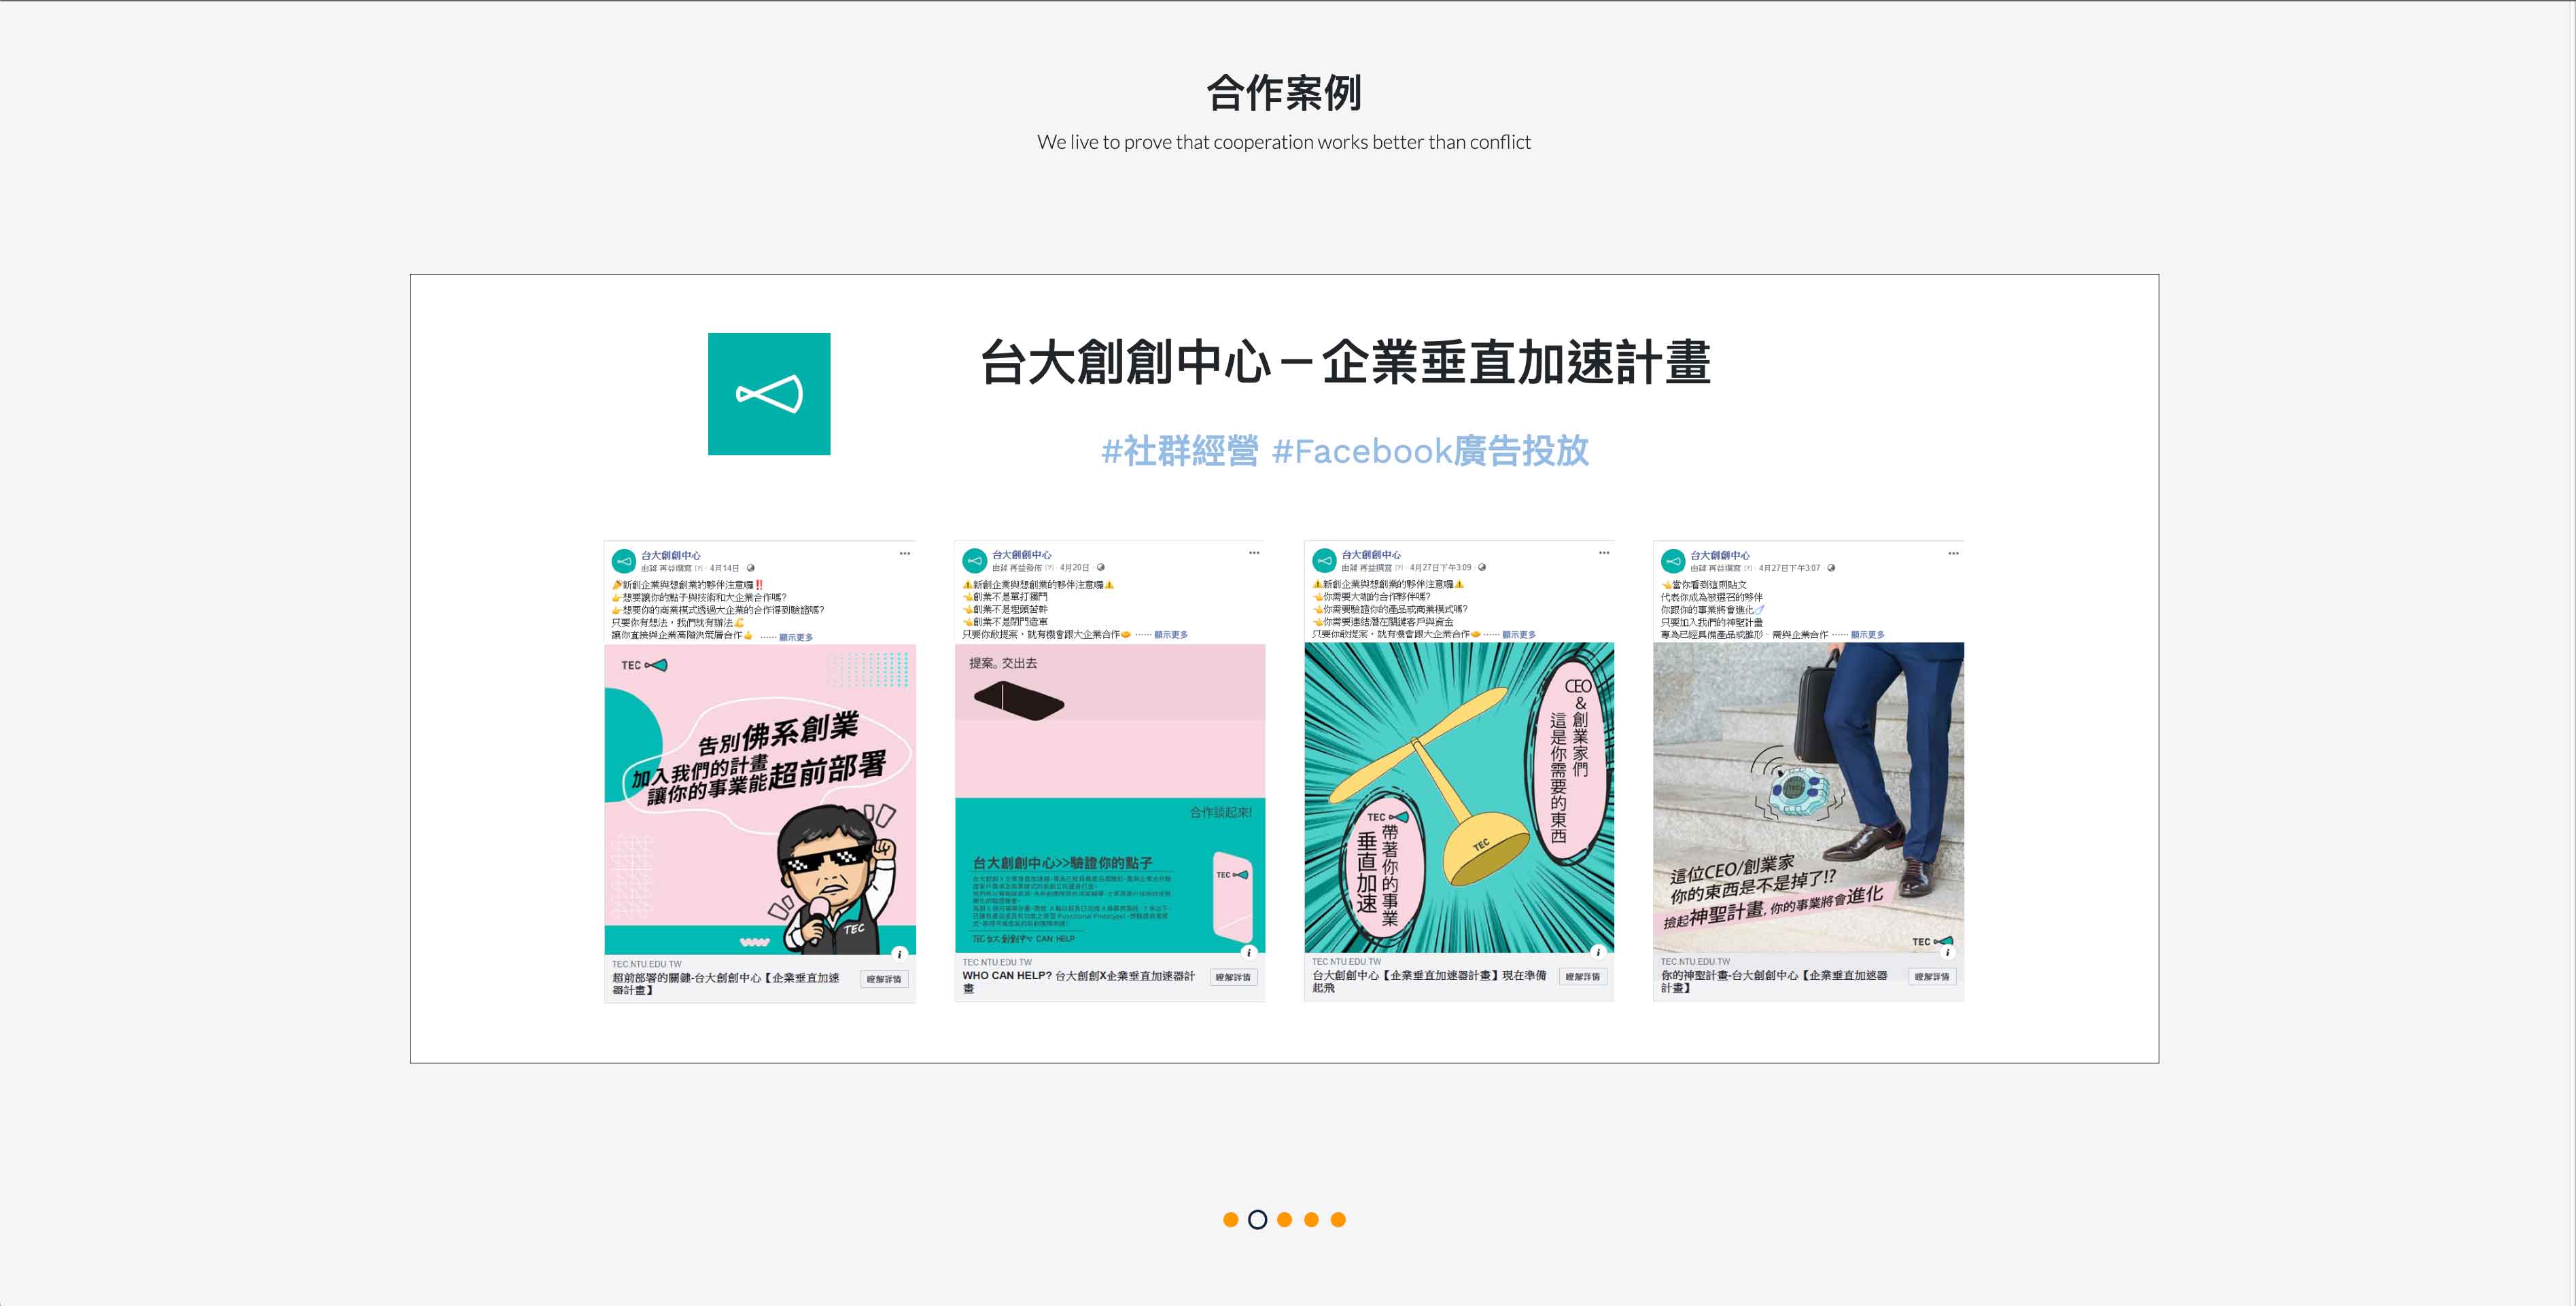 合作案例
We live to prove that cooperation works better than conflict
台大創創中心－企業垂直加速計畫
#社群經營 #Facebook廣告投放
台大創創中心
4月14日
新創企業與想創業的夥伴注意囉‼
想要讓你的點子與技術和大企業合作嗎?
想要你的商業模式透過大企業的合作得到驗證嗎?
只要你有想法，我們就有辦法
讓你直接與企業高階決策層合作 …… 顯示更多
TEC
告別佛系創業
加入我們的計畫
讓你的事業能超前部署
TEC
TEC.NTU.EDU.TW
超前部署的關鍵-台大創創中心【企業垂直加速
器計畫】
瞭解詳情
台大創創中心
4月20日
⚠新創企業與想創業的夥伴注意囉⚠
創業不是單打獨鬥
創業不是埋頭苦幹
創業不是閉門造車
只要你敢提案，就有機會跟大企業合作 …… 顯示更多
提案。交出去
合作談起來!
台大創創中心>>驗證你的點子
TEC
TEC 台大創創中心 CAN HELP
TEC.NTU.EDU.TW
WHO CAN HELP? 台大創創X企業垂直加速器計
畫
瞭解詳情
台大創創中心
4月27日下午3:09
⚠新創企業與想創業的夥伴注意囉⚠
你需要大咖的合作夥伴嗎?
你需要驗證你的產品或商業模式嗎?
你需要連結潛在關鍵客戶與資金
只要你敢提案，就有機會跟大企業合作 …… 顯示更多
CEO
&
創業家們
這是你需要的東西
TEC
TEC
帶著你的事業
垂直加速
TEC.NTU.EDU.TW
台大創創中心【企業垂直加速器計畫】現在準備
起飛
瞭解詳情
台大創創中心
4月27日下午3:07
當你看到這則貼文
代表你成為被選召的夥伴
你跟你的事業將會進化
只要加入我們的神聖計畫
專為已經具備產品或雛形、需與企業合作 …… 顯示更多
TEC
這位CEO/創業家
你的東西是不是掉了!?
撿起神聖計畫, 你的事業將會進化
TEC
TEC.NTU.EDU.TW
你的神聖計畫-台大創創中心【企業垂直加速器
計畫】
瞭解詳情